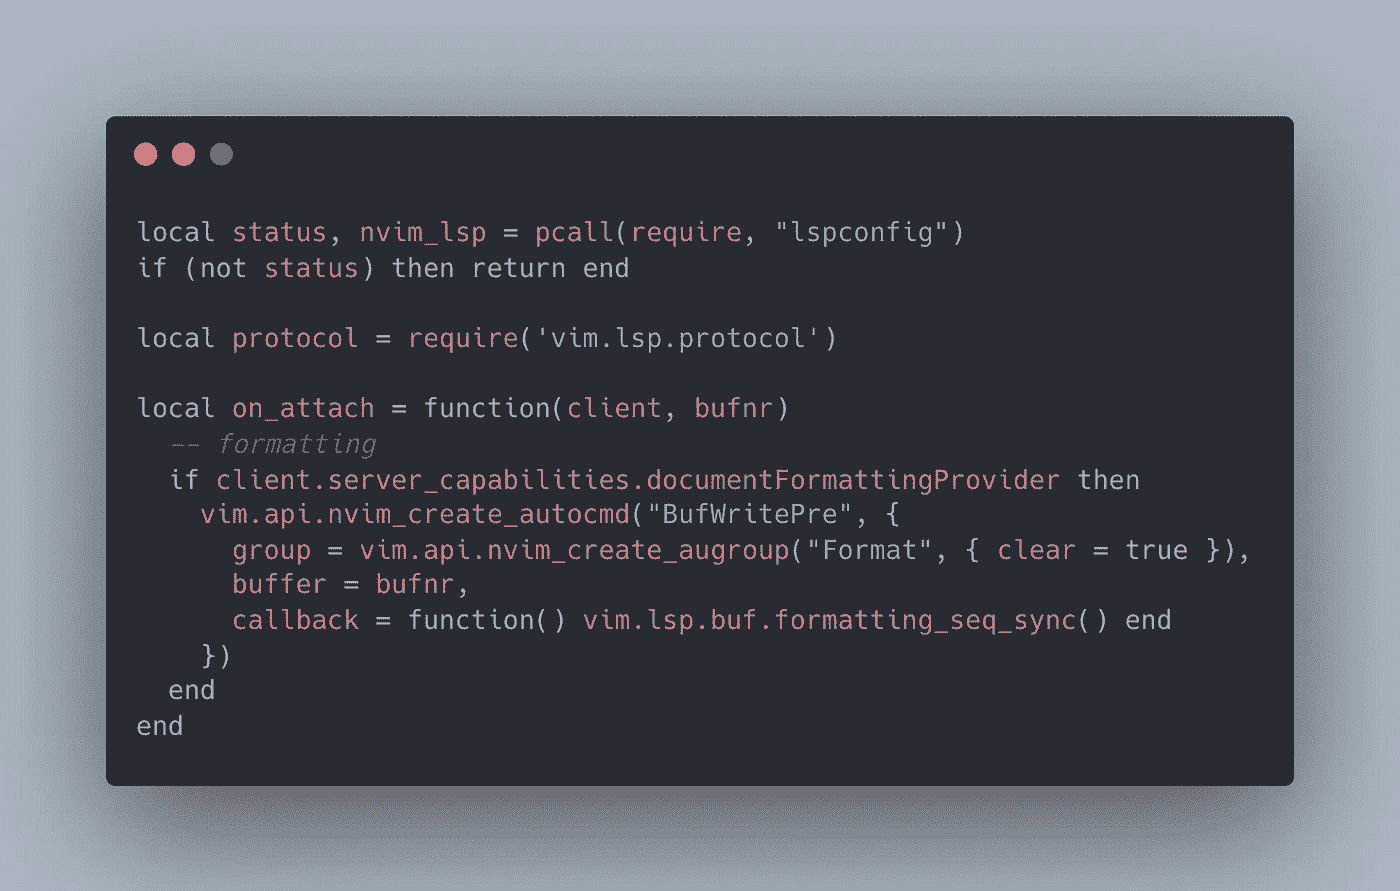 local status, nvim_lsp = pcall(require, "lspconfig")
if (not status) then return end

local protocol = require('vim.lsp.protocol')

local on_attach = function(client, bufnr)
  -- formatting
  if client.server_capabilities.documentFormattingProvider then
    vim.api.nvim_create_autocmd("BufWritePre", {
      group = vim.api.nvim_create_augroup("Format", { clear = true }),
      buffer = bufnr,
      callback = function() vim.lsp.buf.formatting_seq_sync() end
    })
  end
end